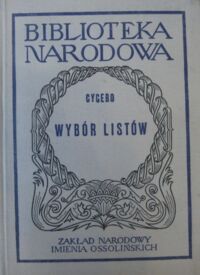 BIBLIOTEKA
NARODOWA
CYCERO
WYBÓR LISTÓW
ZAKŁAD NARODOWY
IMIENIA OSSOLIŃSKICH